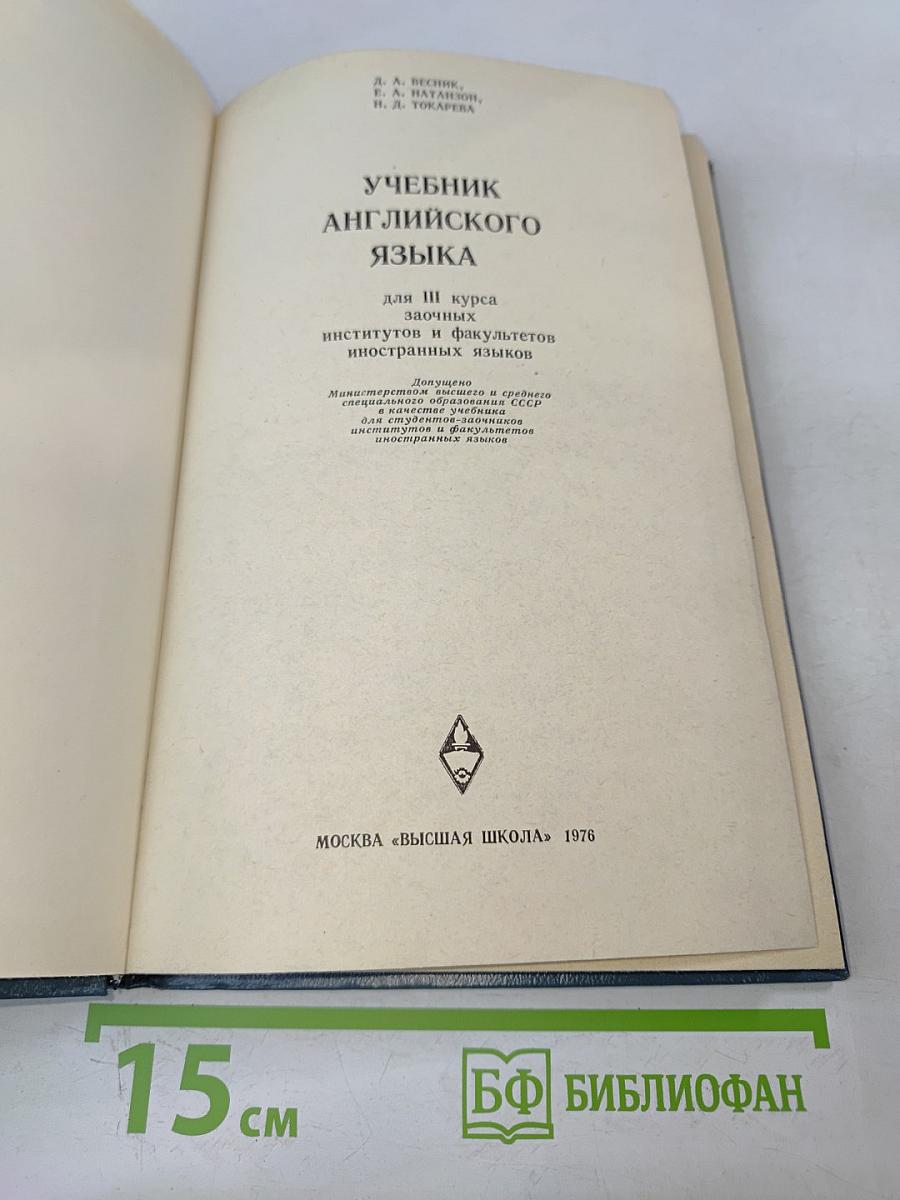 Д. А. ВЕСНИК,
Е. А. НАТАНЗОН,
Н. Д. ТОКАРЕВА
УЧЕБНИК
АНГЛИЙСКОГО
ЯЗЫКА
для III курса
заочных
институтов и факультетов
иностранных языков
Допущено
Министерством высшего и среднего
специального образования СССР
в качестве учебника
для студентов-заочников
институтов и факультетов
иностранных языков
МОСКВА «ВЫСШАЯ ШКОЛА» 1976
15 см
БФ БИБЛИОФАН